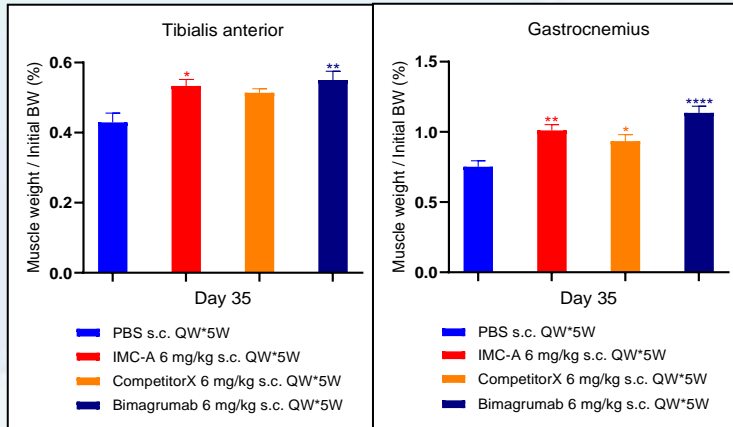 Tibialis anterior
Muscle weight / Initial BW (%)
0.6
0.4
0.2
0.0
*
**
Day 35
PBS s.c. QW*5W
IMC-A 6 mg/kg s.c. QW*5W
CompetitorX 6 mg/kg s.c. QW*5W
Bimagrumab 6 mg/kg s.c. QW*5W
Gastrocnemius
Muscle weight / Initial BW (%)
1.5
1.0
0.5
0.0
**
*
****
Day 35
PBS s.c. QW*5W
IMC-A 6 mg/kg s.c. QW*5W
CompetitorX 6 mg/kg s.c. QW*5W
Bimagrumab 6 mg/kg s.c. QW*5W